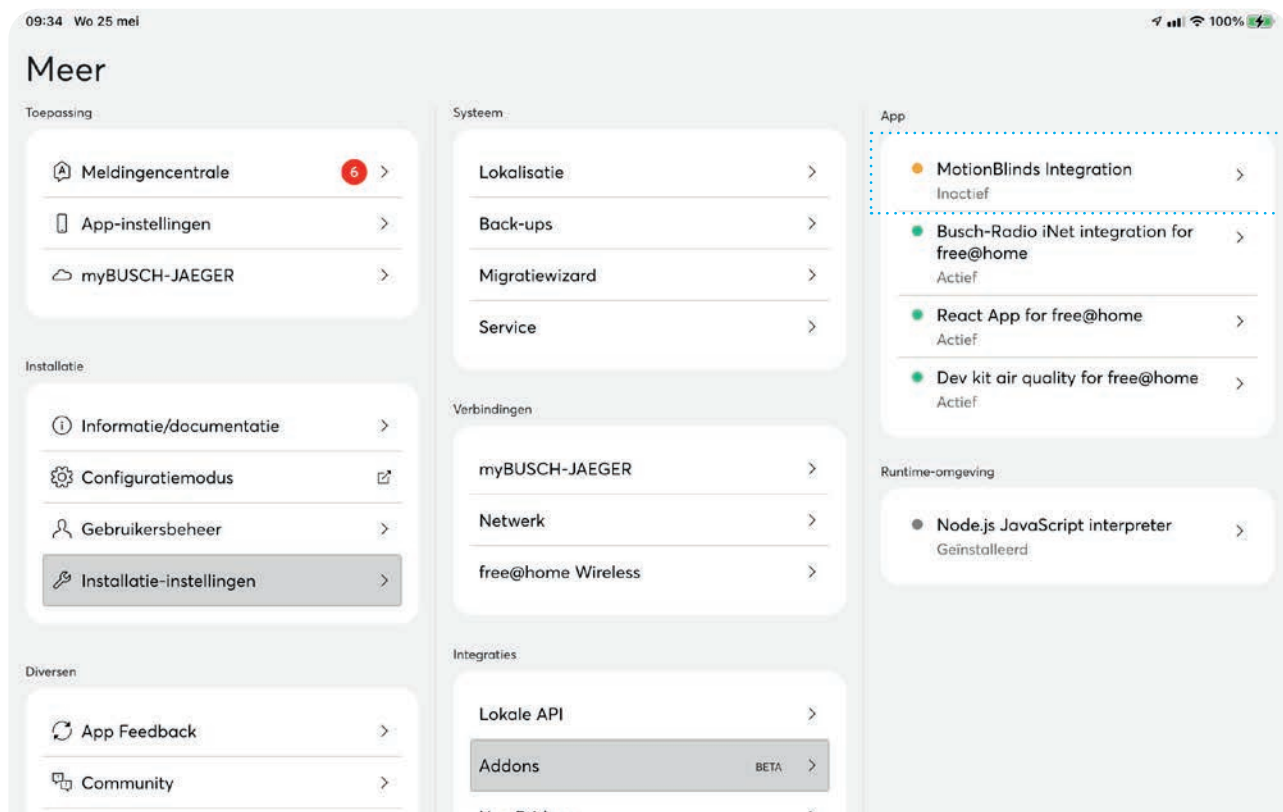 09:34 Wo 25 mei
100%
Meer
Toepassing
Meldingencentrale
6
App-instellingen
myBUSCH-JAEGER
Installatie
Informatie/documentatie
Configuratiemodus
Gebruikersbeheer
Installatie-instellingen
Diversen
App Feedback
Community
Systeem
Lokalisatie
Back-ups
Migratiewizard
Service
Verbindingen
myBUSCH-JAEGER
Netwerk
free@home Wireless
Integraties
Lokale API
Addons BETA
App
MotionBlinds Integration
Inactief
Busch-Radio iNet integration for
free@home
Actief
React App for free@home
Actief
Dev kit air quality for free@home
Actief
Runtime-omgeving
Node.js JavaScript interpreter
Geïnstalleerd